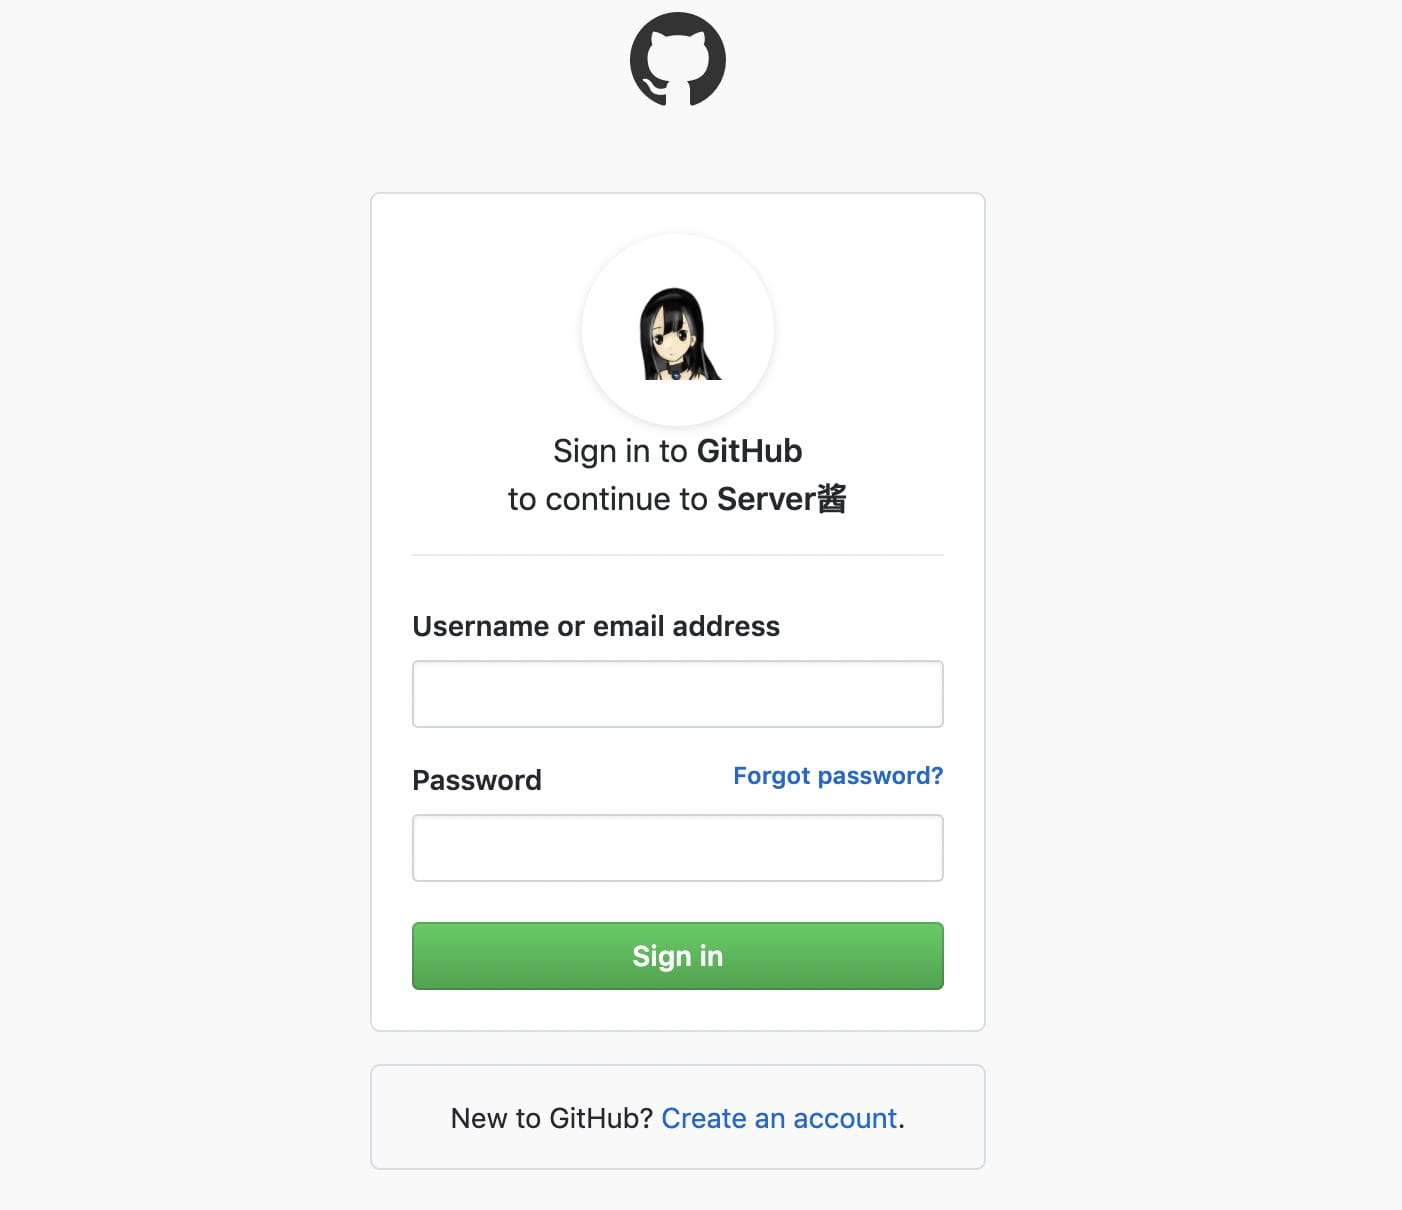 Sign in to GitHub
to continue to Server酱
Username or email address
Password
Forgot password?
Sign in
New to GitHub? Create an account.